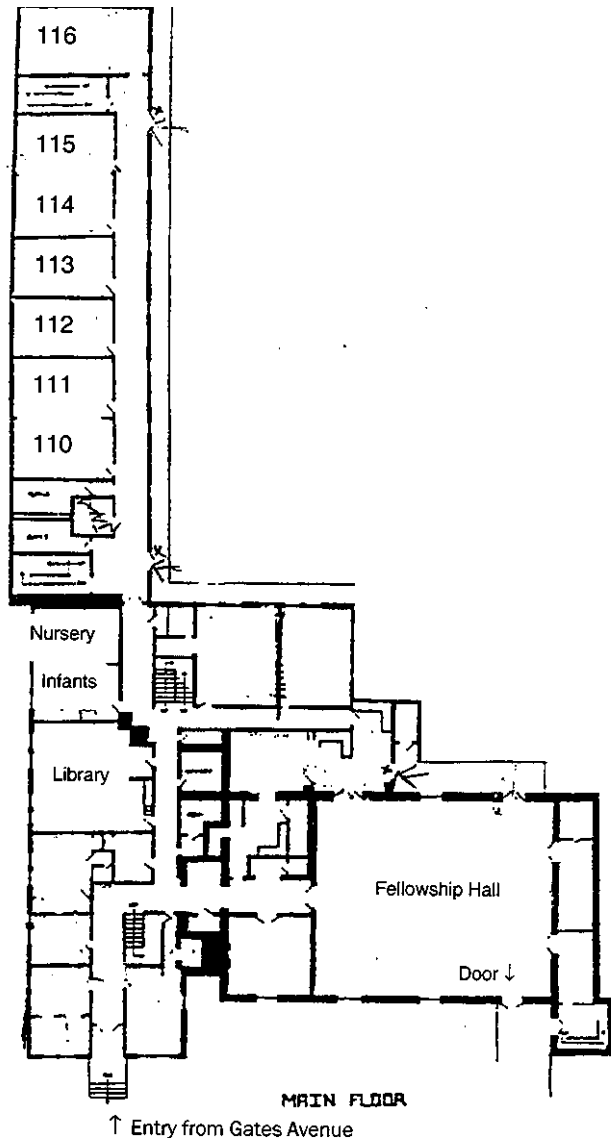 116
115
114
113
112
111
110
Nursery
Infants
Library
Fellowship Hall
Door ↓
MAIN FLOOR
↑ Entry from Gates Avenue